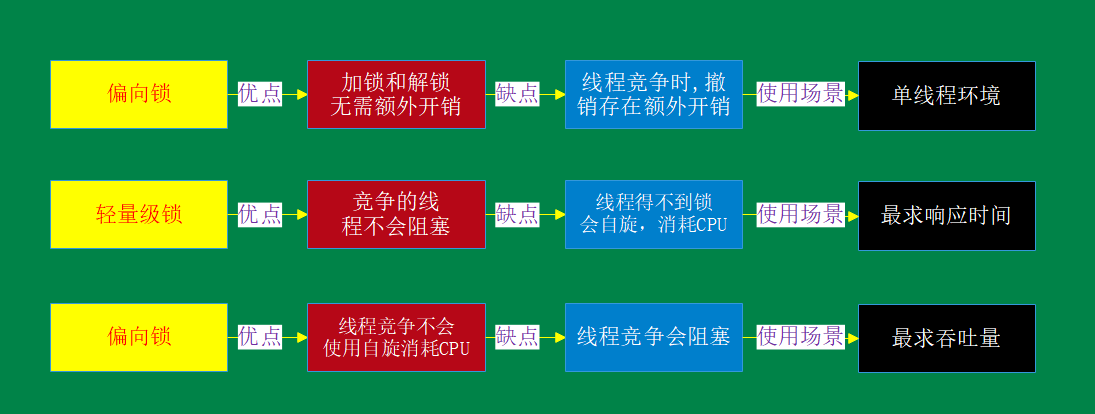 偏向锁
优点
加锁和解锁
无需额外开销
缺点
线程竞争时,撤
销存在额外开销
使用场景
单线程环境
轻量级锁
优点
竞争的线
程不会阻塞
缺点
线程得不到锁
会自旋，消耗CPU
使用场景
最求响应时间
偏向锁
优点
线程竞争不会
使用自旋消耗CPU
缺点
线程竞争会阻塞
使用场景
最求吞吐量